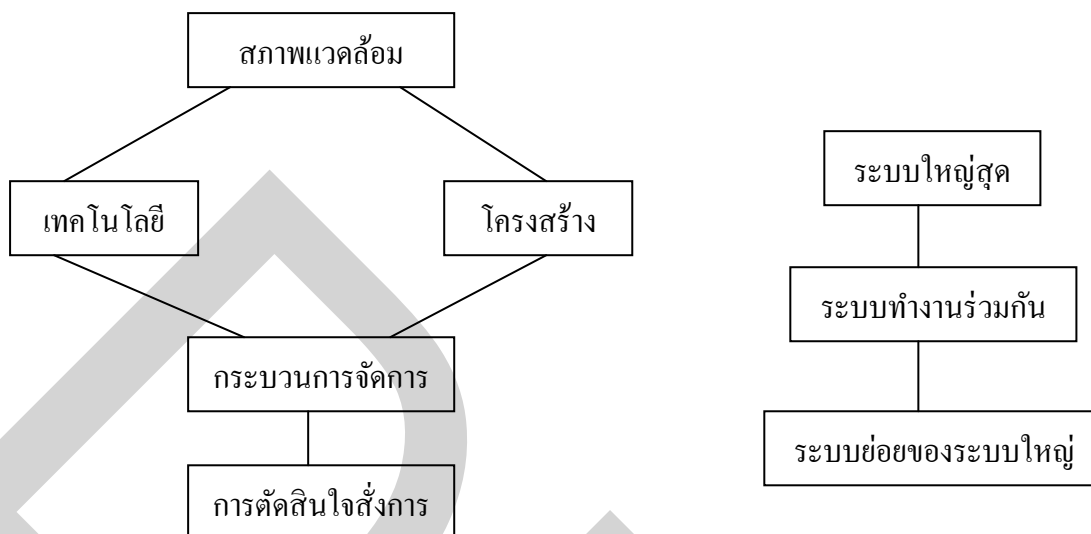 สภาพแวดล้อม
เทคโนโลยี
โครงสร้าง
กระบวนการจัดการ
การตัดสินใจสั่งการ
ระบบใหญ่สุด
ระบบทำงานร่วมกัน
ระบบย่อยของระบบใหญ่